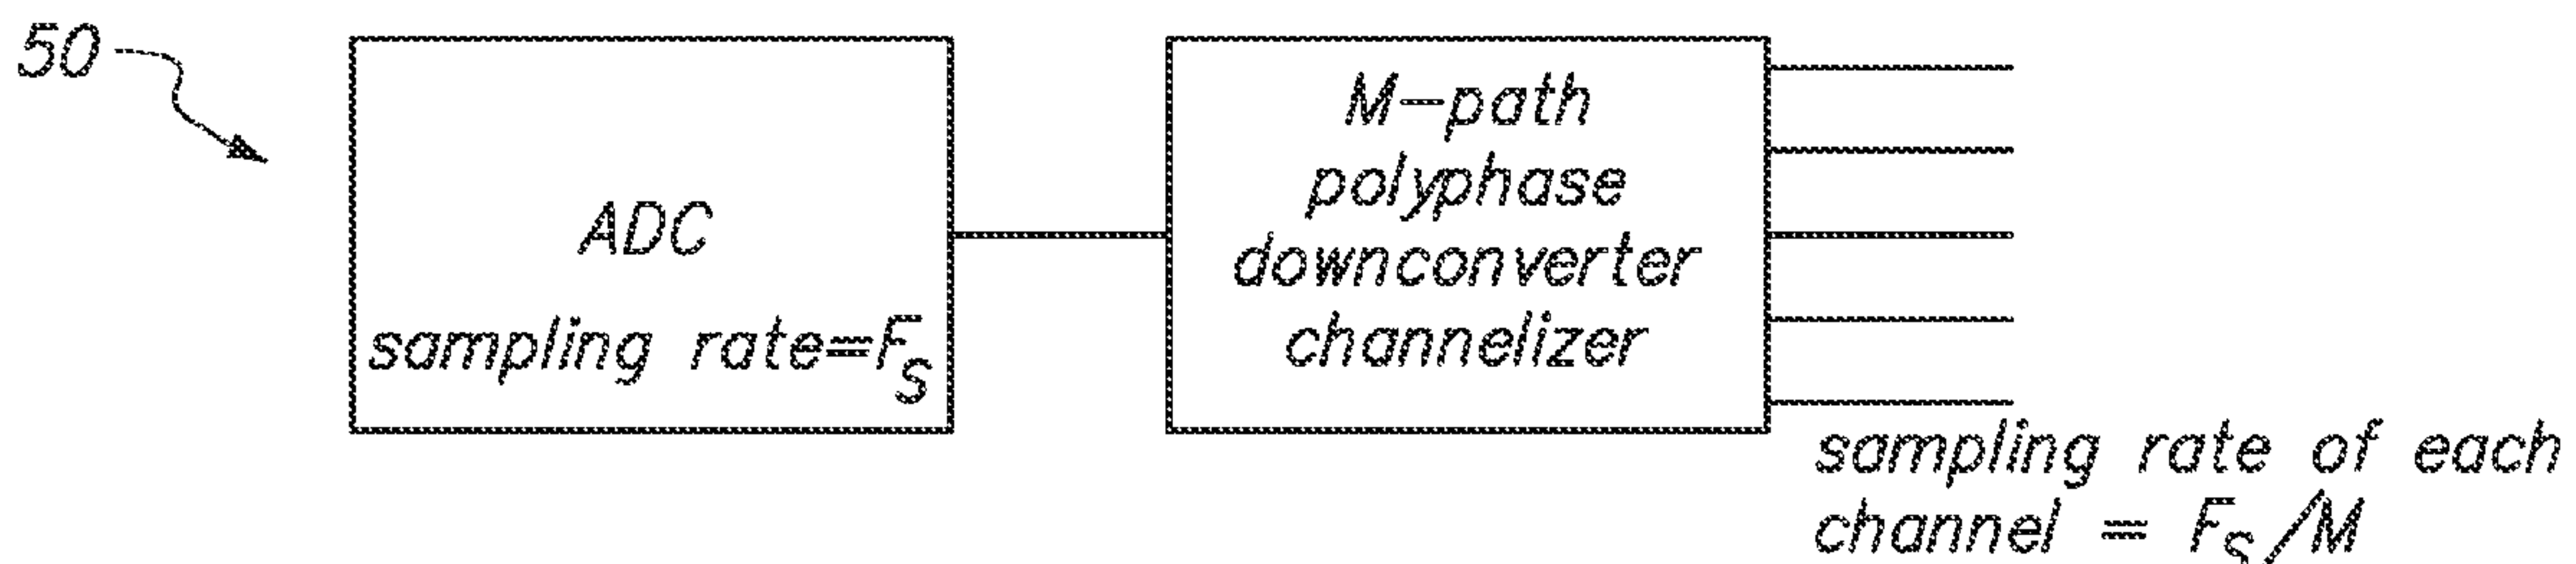 50
ADC
sampling rate=Fs
M-path
polyphase
downconverter
channelizer
sampling rate of each
channel = Fs/M